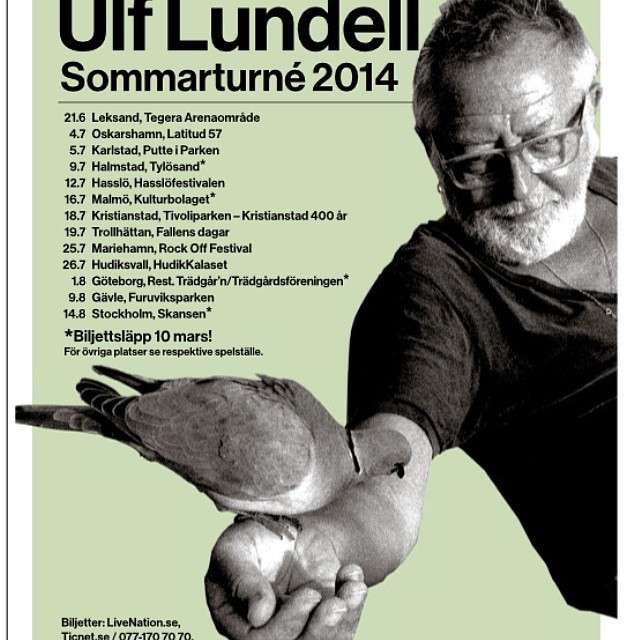 Ulf Lundell
Sommarturné 2014
21.6 Leksand, Tegera Arenaområde
4.7 Oskarshamn, Latitud 57
5.7 Karlstad, Putte i Parken
9.7 Halmstad, Tylösand*
12.7 Hasslö, Hasslöfestivalen
16.7 Malmö, Kulturbolaget*
18.7 Kristianstad, Tivoliparken – Kristianstad 400 år
19.7 Trollhättan, Fallens dagar
25.7 Mariehamn, Rock Off Festival
26.7 Hudiksvall, HudikKalaset
1.8 Göteborg, Rest. Trädgår'n/Trädgårdsföreningen*
9.8 Gävle, Furuviksparken
14.8 Stockholm, Skansen*
*Biljettsläpp 10 mars!
För övriga platser se respektive spelställe.
Biljetter: LiveNation.se,
Ticnet.se / 077-170 70 70.